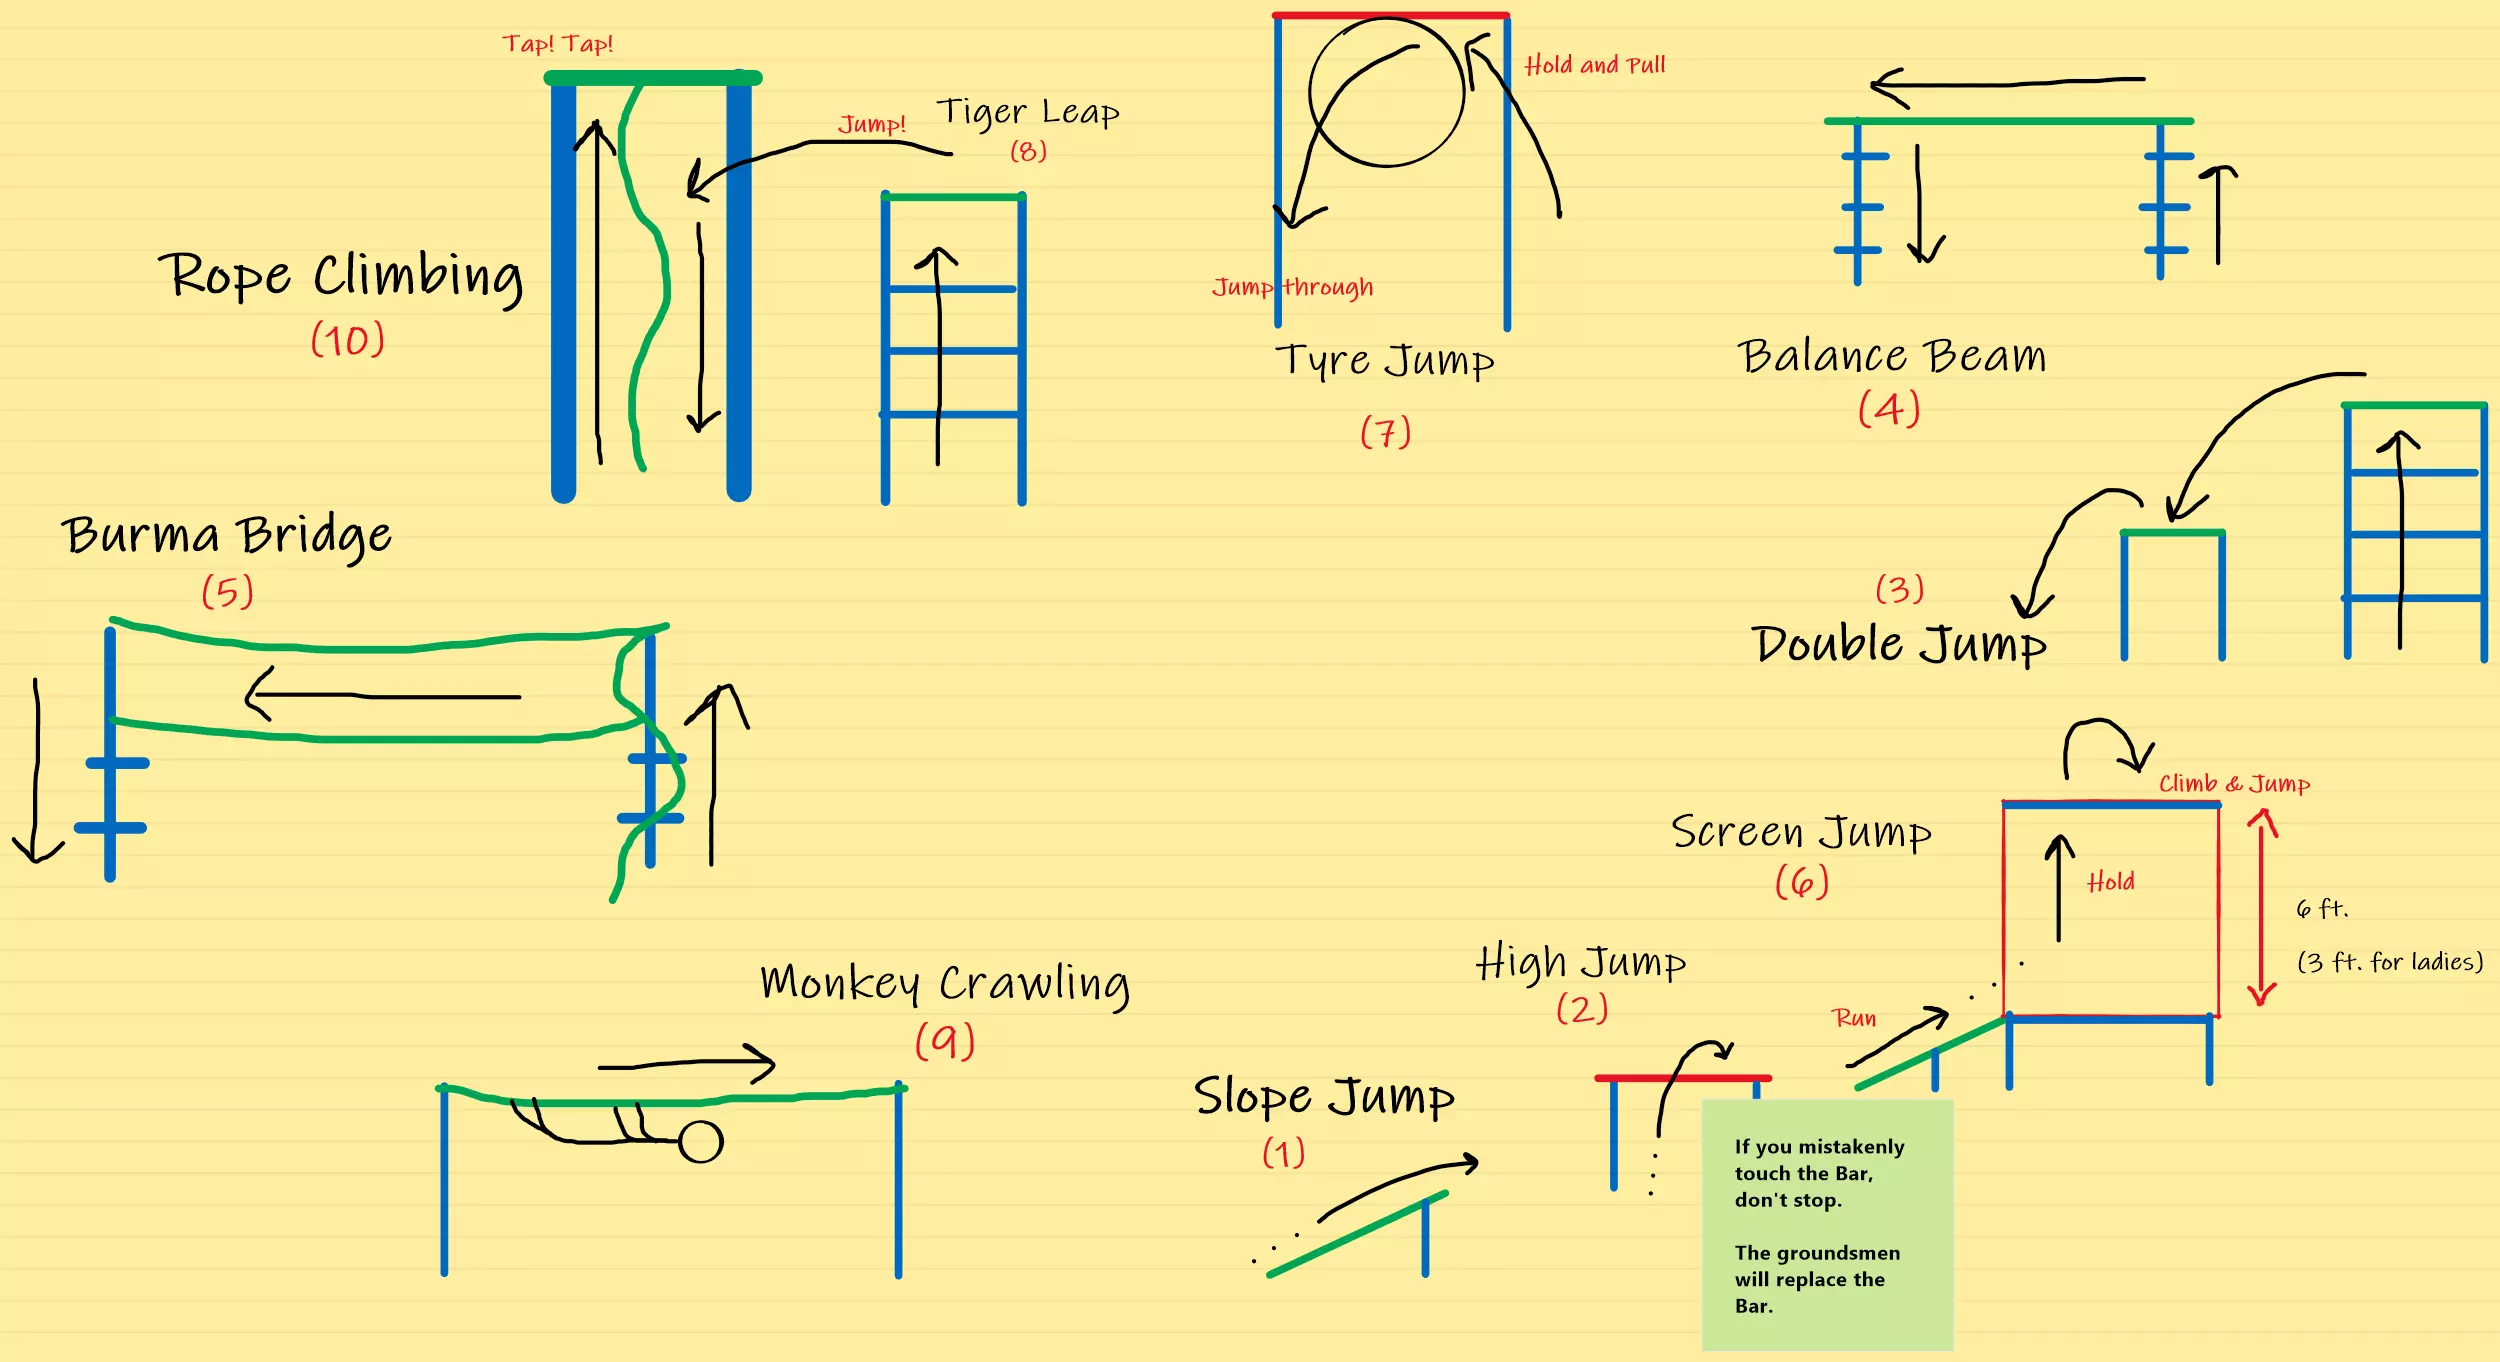 Tap! Tap!
Rope Climbing
(10)
Jump!
Tiger Leap
(8)
Hold and Pull
Jump through
Tyre Jump
(7)
Balance Beam
(4)
Burma Bridge
(5)
(3)
Double Jump
Screen Jump
(6)
Climb & Jump
Hold
6 ft.
(3 ft. for ladies)
Run
Monkey Crawling
(9)
High Jump
(2)
Slope Jump
(1)
If you mistakenly
touch the Bar,
don't stop.
The groundsmen
will replace the
Bar.